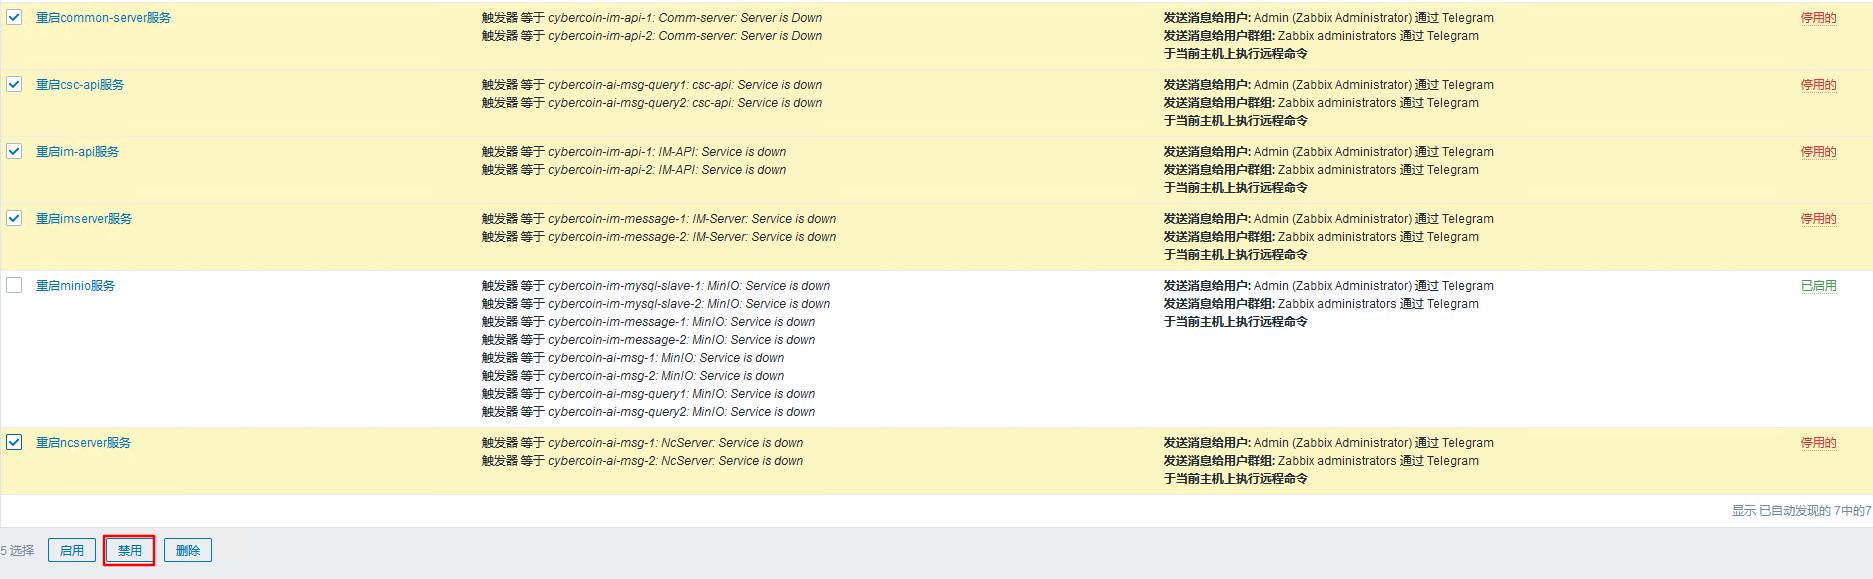 重启common-server服务
触发器 等于 cybercoin-im-api-1: Comm-server: Server is Down
触发器 等于 cybercoin-im-api-2: Comm-server: Server is Down
发送消息给用户: Admin (Zabbix Administrator) 通过 Telegram
发送消息给用户群组: Zabbix administrators 通过 Telegram
于当前主机上执行远程命令
停用的
重启csc-api服务
触发器 等于 cybercoin-ai-msg-query1: csc-api: Service is down
触发器 等于 cybercoin-ai-msg-query2: csc-api: Service is down
发送消息给用户: Admin (Zabbix Administrator) 通过 Telegram
发送消息给用户群组: Zabbix administrators 通过 Telegram
于当前主机上执行远程命令
停用的
重启im-api服务
触发器 等于 cybercoin-im-api-1: IM-API: Service is down
触发器 等于 cybercoin-im-api-2: IM-API: Service is down
发送消息给用户: Admin (Zabbix Administrator) 通过 Telegram
发送消息给用户群组: Zabbix administrators 通过 Telegram
于当前主机上执行远程命令
停用的
重启imserver服务
触发器 等于 cybercoin-im-message-1: IM-Server: Service is down
触发器 等于 cybercoin-im-message-2: IM-Server: Service is down
发送消息给用户: Admin (Zabbix Administrator) 通过 Telegram
发送消息给用户群组: Zabbix administrators 通过 Telegram
于当前主机上执行远程命令
停用的
重启minio服务
触发器 等于 cybercoin-im-mysql-slave-1: MinIO: Service is down
触发器 等于 cybercoin-im-mysql-slave-2: MinIO: Service is down
触发器 等于 cybercoin-im-message-1: MinIO: Service is down
触发器 等于 cybercoin-im-message-2: MinIO: Service is down
触发器 等于 cybercoin-ai-msg-1: MinIO: Service is down
触发器 等于 cybercoin-ai-msg-2: MinIO: Service is down
触发器 等于 cybercoin-ai-msg-query1: MinIO: Service is down
触发器 等于 cybercoin-ai-msg-query2: MinIO: Service is down
发送消息给用户: Admin (Zabbix Administrator) 通过 Telegram
发送消息给用户群组: Zabbix administrators 通过 Telegram
于当前主机上执行远程命令
已启用
重启ncserver服务
触发器 等于 cybercoin-ai-msg-1: NcServer: Service is down
触发器 等于 cybercoin-ai-msg-2: NcServer: Service is down
发送消息给用户: Admin (Zabbix Administrator) 通过 Telegram
发送消息给用户群组: Zabbix administrators 通过 Telegram
于当前主机上执行远程命令
停用的
显示 已自动发现的 7中的7
5 选择 启用 禁用 删除